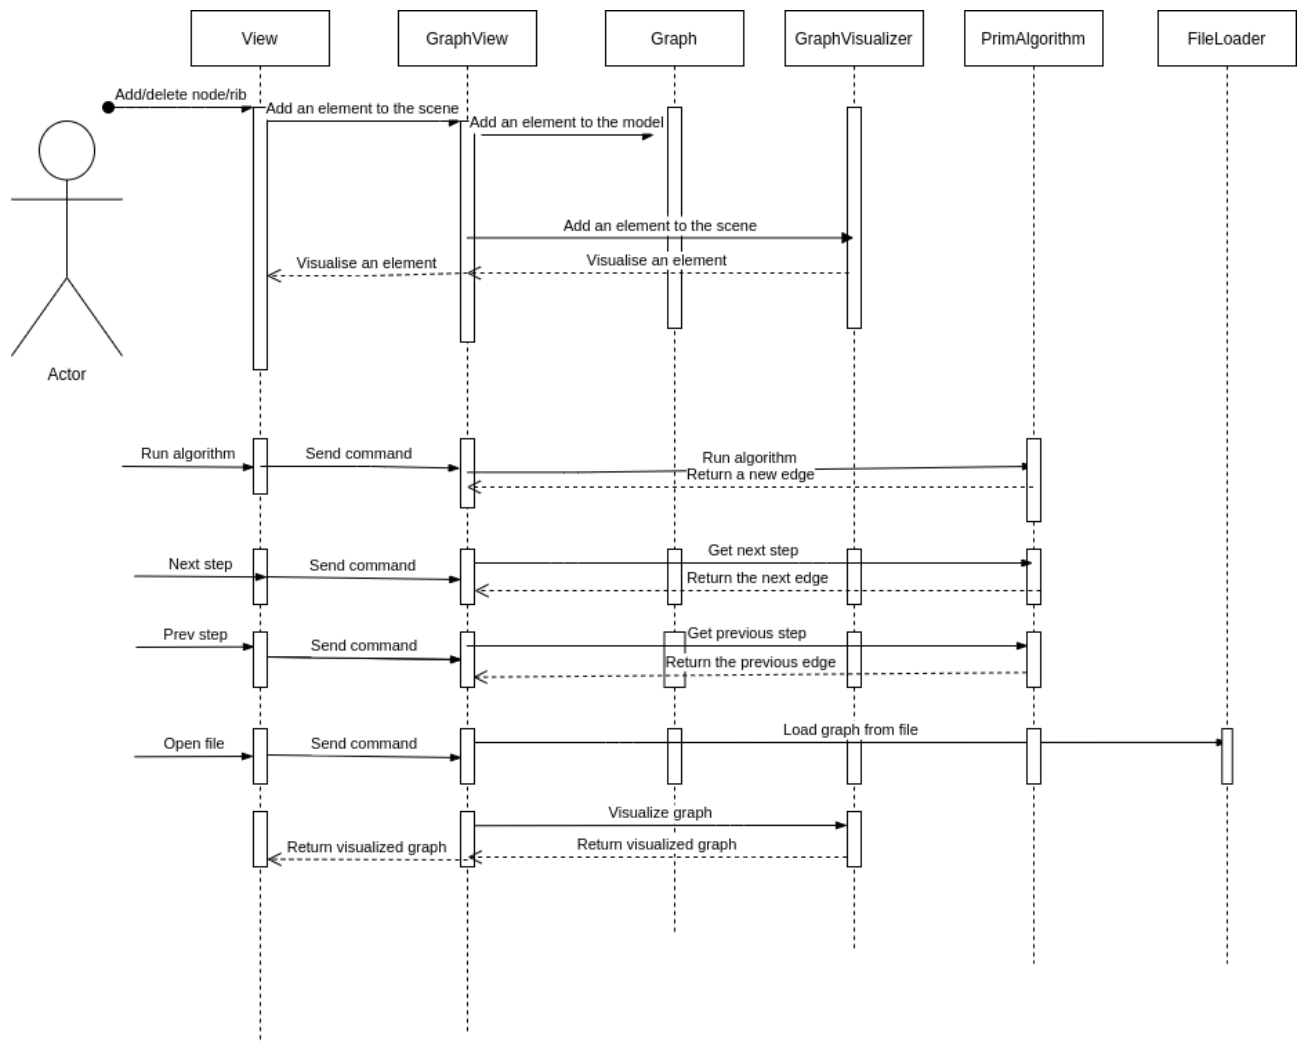 View
GraphView
Graph
GraphVisualizer
PrimAlgorithm
FileLoader
Add/delete node/rib
Add an element to the scene
Add an element to the model
Add an element to the scene
Visualise an element
Visualise an element
Actor
Run algorithm
Send command
Run algorithm
Return a new edge
Next step
Send command
Get next step
Return the next edge
Prev step
Send command
Get previous step
Return the previous edge
Open file
Send command
Load graph from file
Visualize graph
Return visualized graph
Return visualized graph